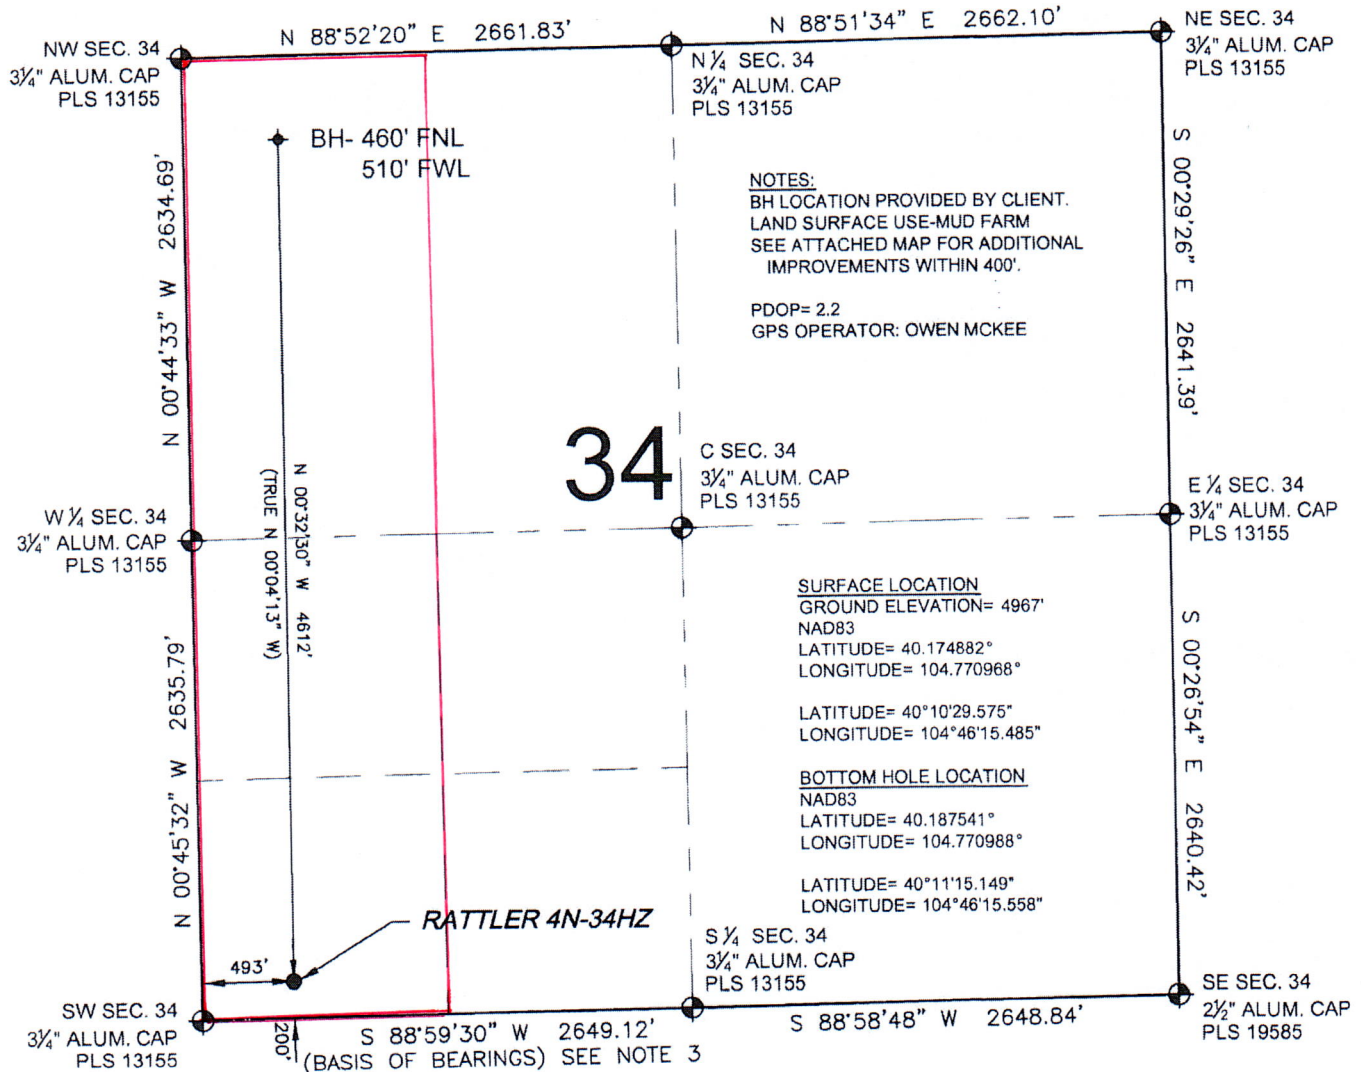 N 88°52'20" E 2661.83'
N 88°51'34" E 2662.10'
NW SEC. 34
3¼" ALUM. CAP
PLS 13155
N ¼ SEC. 34
3¼" ALUM. CAP
PLS 13155
NE SEC. 34
3¼" ALUM. CAP
PLS 13155
BH- 460' FNL
510' FWL
N 00°44'33" W 2634.69'
NOTES:
BH LOCATION PROVIDED BY CLIENT.
LAND SURFACE USE-MUD FARM
SEE ATTACHED MAP FOR ADDITIONAL
IMPROVEMENTS WITHIN 400'.
PDOP= 2.2
GPS OPERATOR: OWEN MCKEE
S 00°29'26" E 2641.39'
34
C SEC. 34
3¼" ALUM. CAP
PLS 13155
W ¼ SEC. 34
3¼" ALUM. CAP
PLS 13155
N 00°32'30" W 4612'
(TRUE N 00°04'13" W)
E ¼ SEC. 34
3¼" ALUM. CAP
PLS 13155
SURFACE LOCATION
GROUND ELEVATION= 4967'
NAD83
LATITUDE= 40.174882°
LONGITUDE= 104.770968°
LATITUDE= 40°10'29.575"
LONGITUDE= 104°46'15.485"
BOTTOM HOLE LOCATION
NAD83
LATITUDE= 40.187541°
LONGITUDE= 104.770988°
LATITUDE= 40°11'15.149"
LONGITUDE= 104°46'15.558"
N 00°45'32" W 2635.79'
S 00°26'54" E 2640.42'
RATTLER 4N-34HZ
493'
S ¼ SEC. 34
3¼" ALUM. CAP
PLS 13155
SW SEC. 34
3¼" ALUM. CAP
PLS 13155
200'
S 88°59'30" W 2649.12'
(BASIS OF BEARINGS) SEE NOTE 3
S 88°58'48" W 2648.84'
SE SEC. 34
2½" ALUM. CAP
PLS 19585